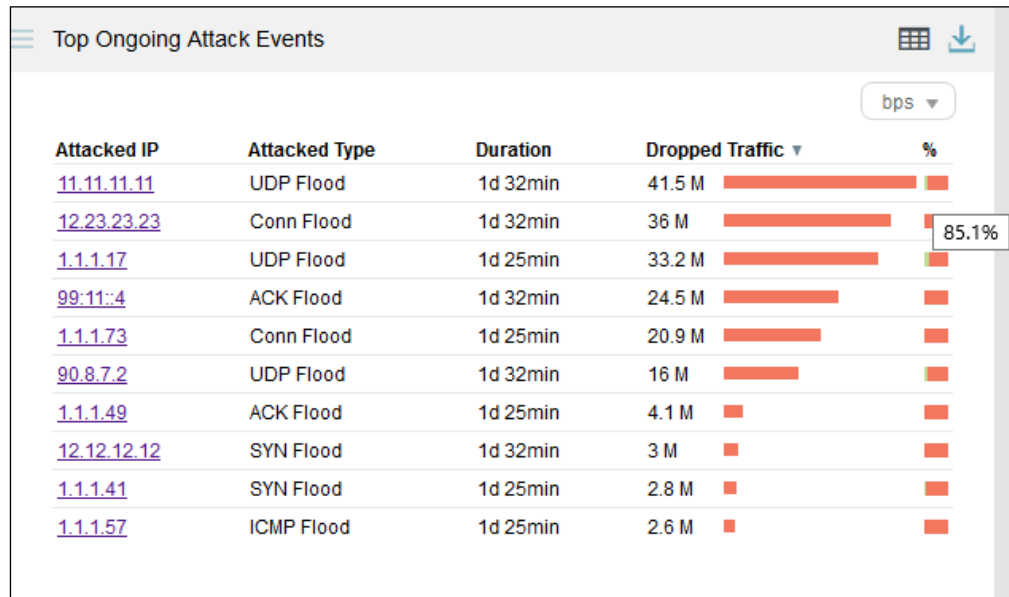 Top Ongoing Attack Events
bps
Attacked IP Attacked Type Duration Dropped Traffic %
11.11.11.11 UDP Flood 1d 32min 41.5 M
12.23.23.23 Conn Flood 1d 32min 36 M
85.1%
1.1.1.17 UDP Flood 1d 25min 33.2 M
99:11::4 ACK Flood 1d 32min 24.5 M
1.1.1.73 Conn Flood 1d 25min 20.9 M
90.8.7.2 UDP Flood 1d 32min 16 M
1.1.1.49 ACK Flood 1d 25min 4.1 M
12.12.12.12 SYN Flood 1d 32min 3 M
1.1.1.41 SYN Flood 1d 25min 2.8 M
1.1.1.57 ICMP Flood 1d 25min 2.6 M